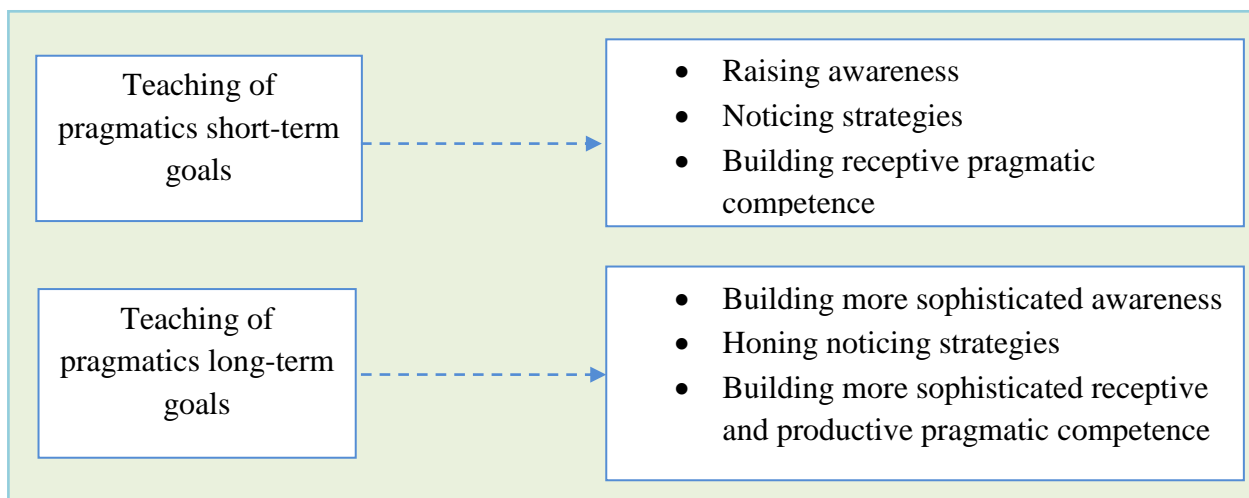 Teaching of
pragmatics short-term
goals
• Raising awareness
• Noticing strategies
• Building receptive pragmatic
competence
Teaching of
pragmatics long-term
goals
• Building more sophisticated awareness
• Honing noticing strategies
• Building more sophisticated receptive
and productive pragmatic competence